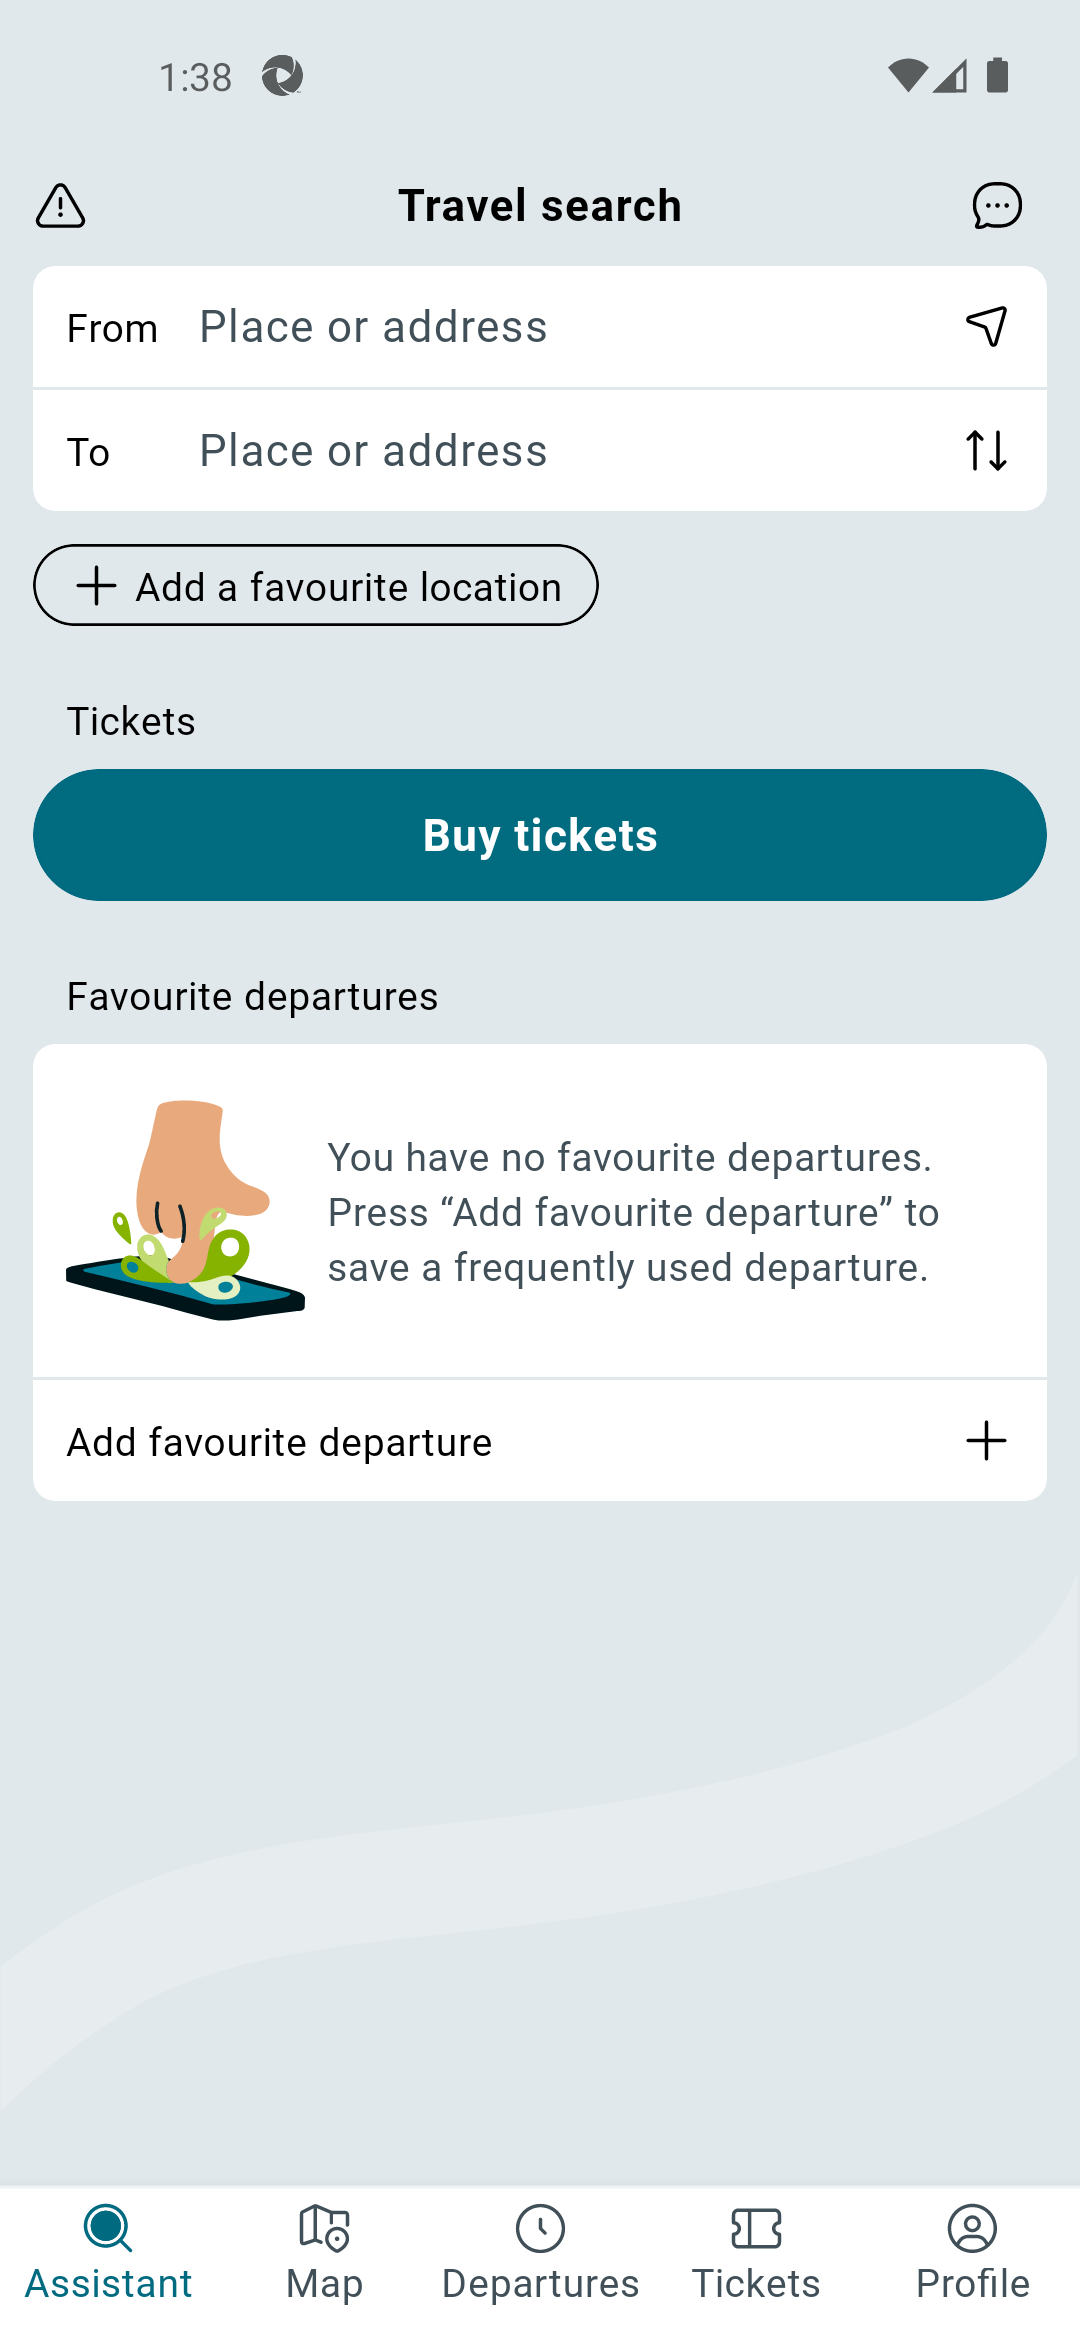 1:38
Travel search
From Place or address
To Place or address
Add a favourite location
Tickets
Buy tickets
Favourite departures
You have no favourite departures.
Press “Add favourite departure” to
save a frequently used departure.
Add favourite departure
Assistant Map Departures Tickets Profile